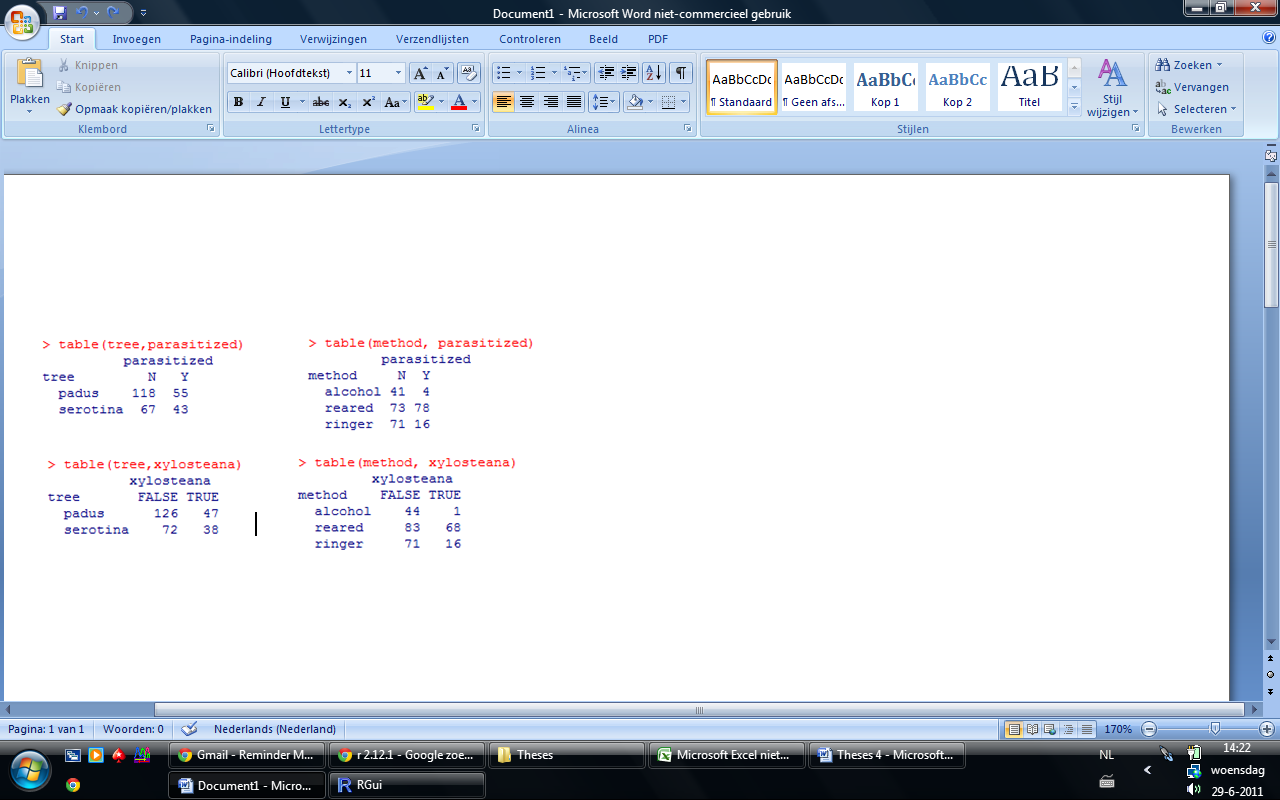 Document1 - Microsoft Word niet-commercieel gebruik
Start Invoegen Pagina-indeling Verwijzingen Verzendlijsten Controleren Beeld PDF
Plakken
Knippen
Kopiëren
Opmaak kopiëren/plakken
Klembord
Calibri (Hoofdtekst) 11
B I U abc x₂ x² Aa
Lettertype
Alinea
AaBbCcDc AaBbCcDc AaBbCc AaBbCc AaB
¶ Standaard ¶ Geen afs... Kop 1 Kop 2 Titel
Stijl wijzigen
Stijlen
Zoeken
Vervangen
Selecteren
Bewerken
> table(tree,parasitized)
parasitized
tree N Y
padus 118 55
serotina 67 43
> table(method, parasitized)
parasitized
method N Y
alcohol 41 4
reared 73 78
ringer 71 16
> table(tree,xylosteana)
xylosteana
tree FALSE TRUE
padus 126 47
serotina 72 38
> table(method, xylosteana)
xylosteana
method FALSE TRUE
alcohol 44 1
reared 83 68
ringer 71 16
Pagina: 1 van 1 Woorden: 0 Nederlands (Nederland) 170%
Gmail - Reminder M... r 2.12.1 - Google zoe... Theses Microsoft Excel niet... Theses 4 - Microsoft...
Document1 - Micro... RGui
NL
14:22
woensdag
29-6-2011